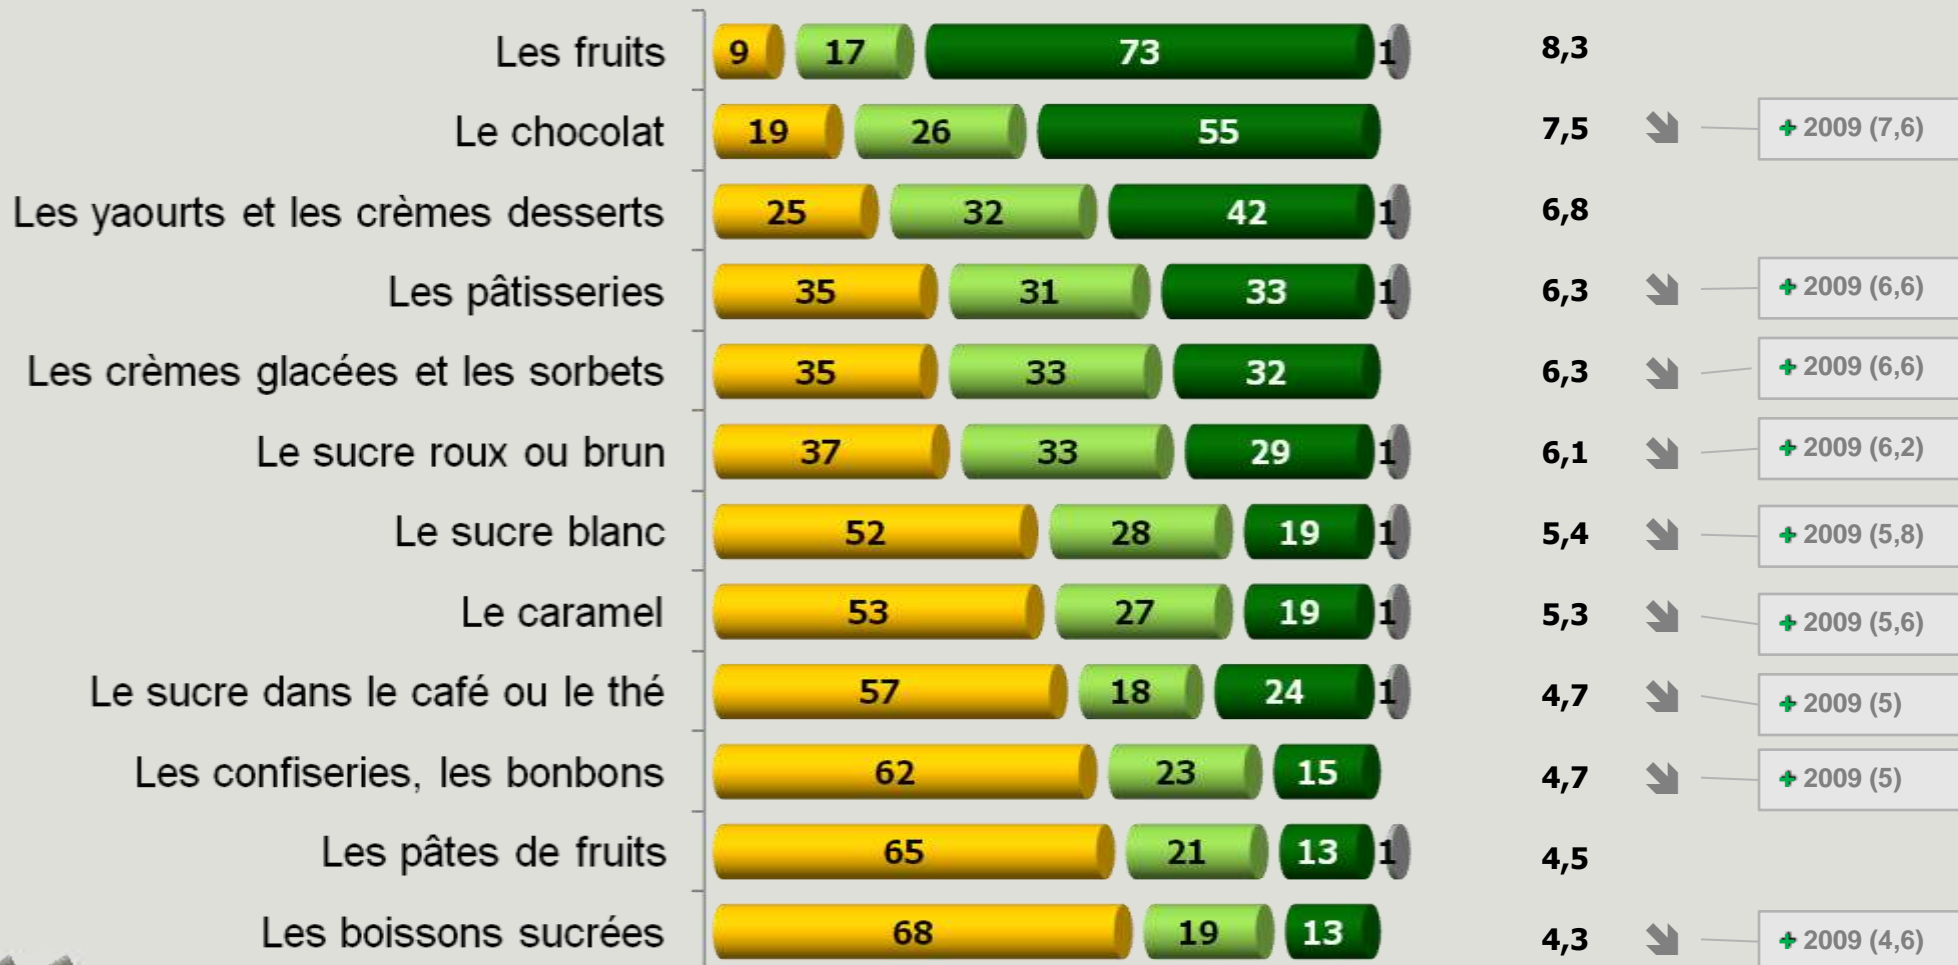 Les fruits 9 17 73 1 8,3
Le chocolat 19 26 55 7,5 + 2009 (7,6)
Les yaourts et les crèmes desserts 25 32 42 1 6,8
Les pâtisseries 35 31 33 1 6,3 + 2009 (6,6)
Les crèmes glacées et les sorbets 35 33 32 6,3 + 2009 (6,6)
Le sucre roux ou brun 37 33 29 1 6,1 + 2009 (6,2)
Le sucre blanc 52 28 19 1 5,4 + 2009 (5,8)
Le caramel 53 27 19 1 5,3 + 2009 (5,6)
Le sucre dans le café ou le thé 57 18 24 1 4,7 + 2009 (5)
Les confiseries, les bonbons 62 23 15 4,7 + 2009 (5)
Les pâtes de fruits 65 21 13 1 4,5
Les boissons sucrées 68 19 13 4,3 + 2009 (4,6)